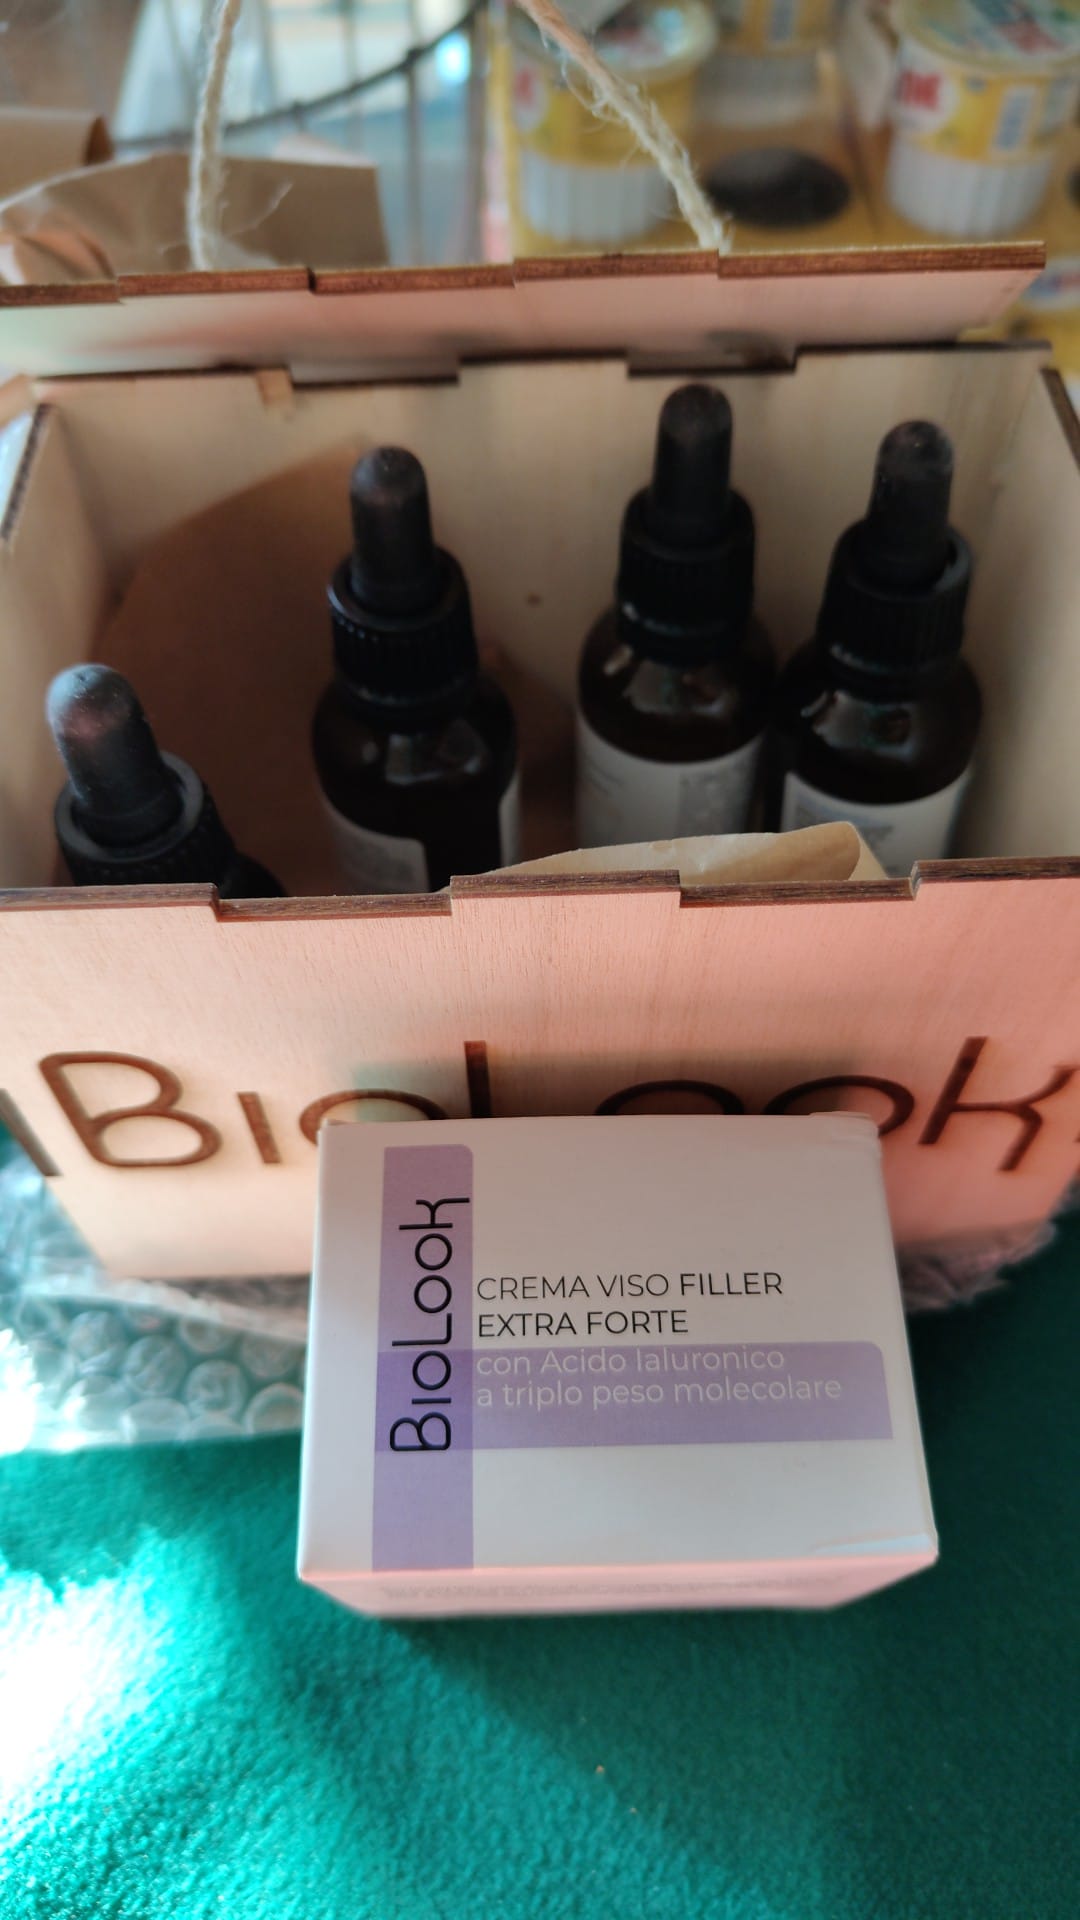 BioLook
BioLook
CREMA VISO FILLER
EXTRA FORTE
con Acido Ialuronico
a triplo peso molecolare